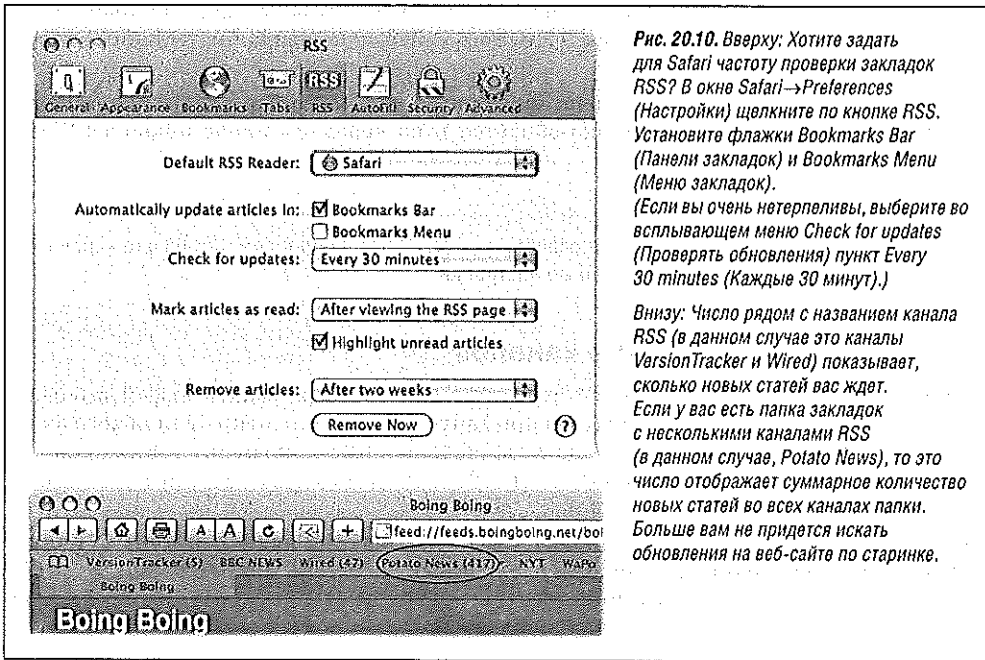 RSS
General Appearance Bookmarks Tabs RSS AutoFill Security Advanced
Default RSS Reader: Safari
Automatically update articles in: Bookmarks Bar
Bookmarks Menu
Check for updates: Every 30 minutes
Mark articles as read: After viewing the RSS page
Highlight unread articles
Remove articles: After two weeks
Remove Now ?
Boing Boing
A A C + feed://feeds.boingboing.net/boi
VersionTracker (5) BBC NEWS Wired (42) Potato News (417) NYT WaPo
Boing Boing
Boing Boing
Рис. 20.10. Вверху: Хотите задать
для Safari частоту проверки закладок
RSS? В окне Safari→Preferences
(Настройки) щелкните по кнопке RSS.
Установите флажки Bookmarks Bar
(Панели закладок) и Bookmarks Menu
(Меню закладок).
(Если вы очень нетерпеливы, выберите во
всплывающем меню Check for updates
(Проверять обновления) пункт Every
30 minutes (Каждые 30 минут).)
Внизу: Число рядом с названием канала
RSS (в данном случае это каналы
VersionTracker и Wired) показывает,
сколько новых статей вас ждет.
Если у вас есть папка закладок
с несколькими каналами RSS
(в данном случае, Potato News), то это
число отображает суммарное количество
новых статей во всех каналах папки.
Больше вам не придется искать
обновления на веб-сайте по старинке.